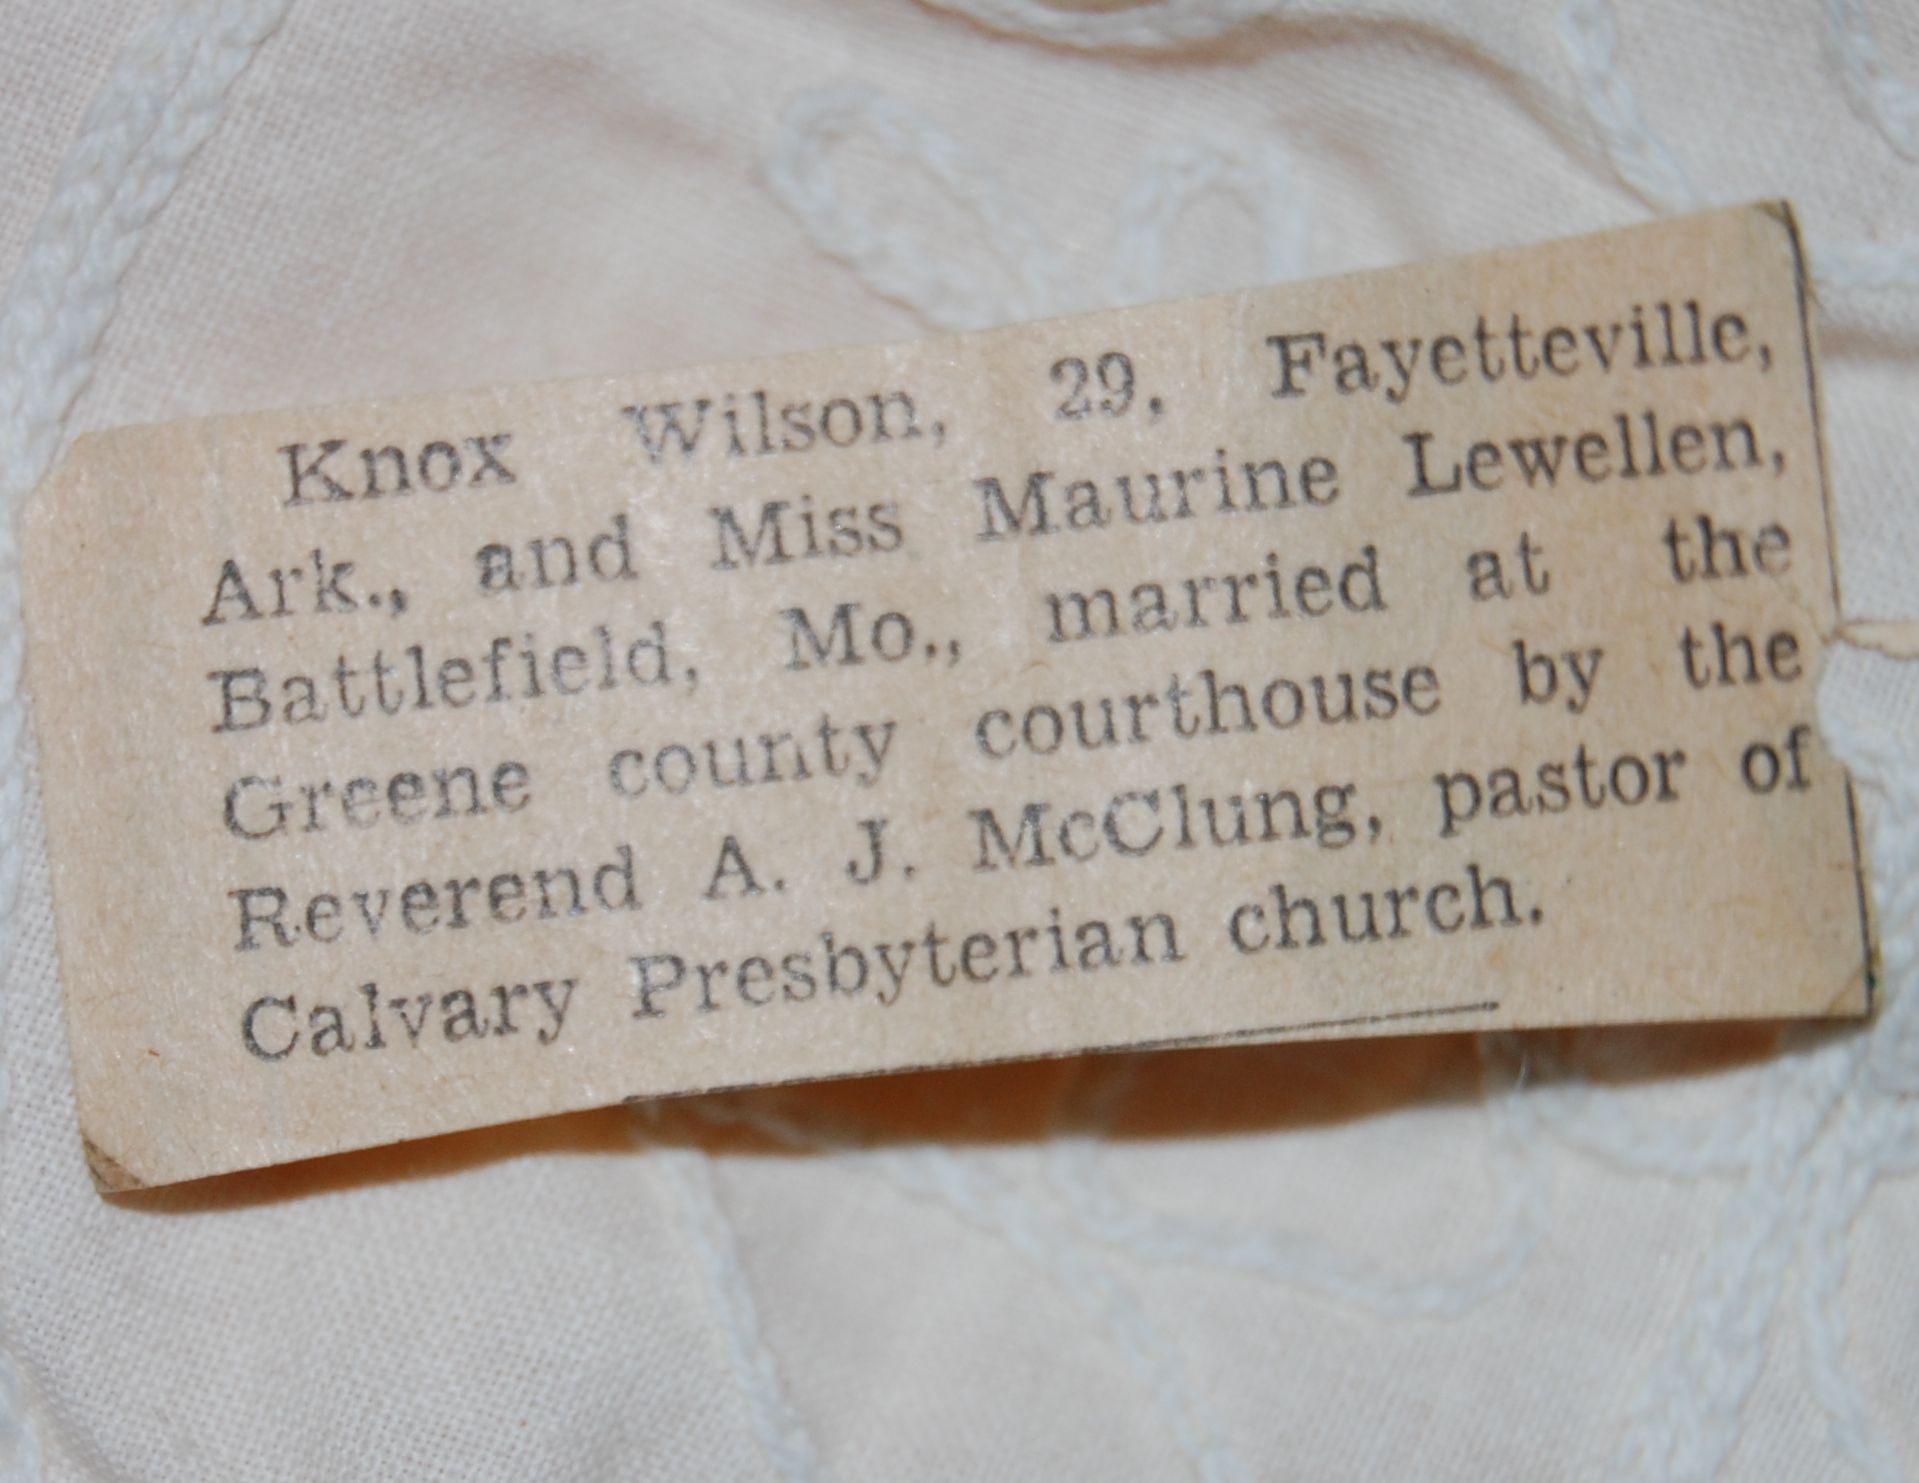 Knox Wilson, 29, Fayetteville,
Ark., and Miss Maurine Lewellen,
Battlefield, Mo., married at the
Greene county courthouse by the
Reverend A. J. McClung, pastor of
Calvary Presbyterian church.